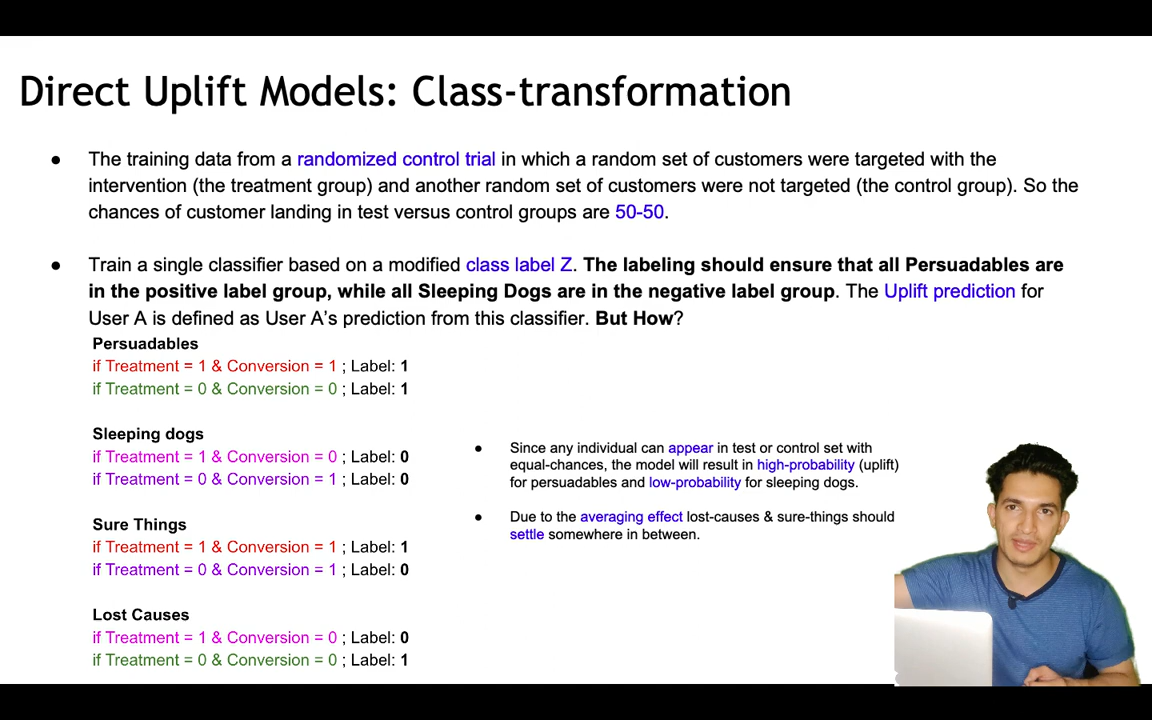 Direct Uplift Models: Class-transformation
● The training data from a randomized control trial in which a random set of customers were targeted with the
intervention (the treatment group) and another random set of customers were not targeted (the control group). So the
chances of customer landing in test versus control groups are 50-50.
● Train a single classifier based on a modified class label Z. The labeling should ensure that all Persuadables are
in the positive label group, while all Sleeping Dogs are in the negative label group. The Uplift prediction for
User A is defined as User A’s prediction from this classifier. But How?
Persuadables
if Treatment = 1 & Conversion = 1 ; Label: 1
if Treatment = 0 & Conversion = 0 ; Label: 1
Sleeping dogs
if Treatment = 1 & Conversion = 0 ; Label: 0
if Treatment = 0 & Conversion = 1 ; Label: 0
Sure Things
if Treatment = 1 & Conversion = 1 ; Label: 1
if Treatment = 0 & Conversion = 1 ; Label: 0
Lost Causes
if Treatment = 1 & Conversion = 0 ; Label: 0
if Treatment = 0 & Conversion = 0 ; Label: 1
● Since any individual can appear in test or control set with
equal-chances, the model will result in high-probability (uplift)
for persuadables and low-probability for sleeping dogs.
● Due to the averaging effect lost-causes & sure-things should
settle somewhere in between.